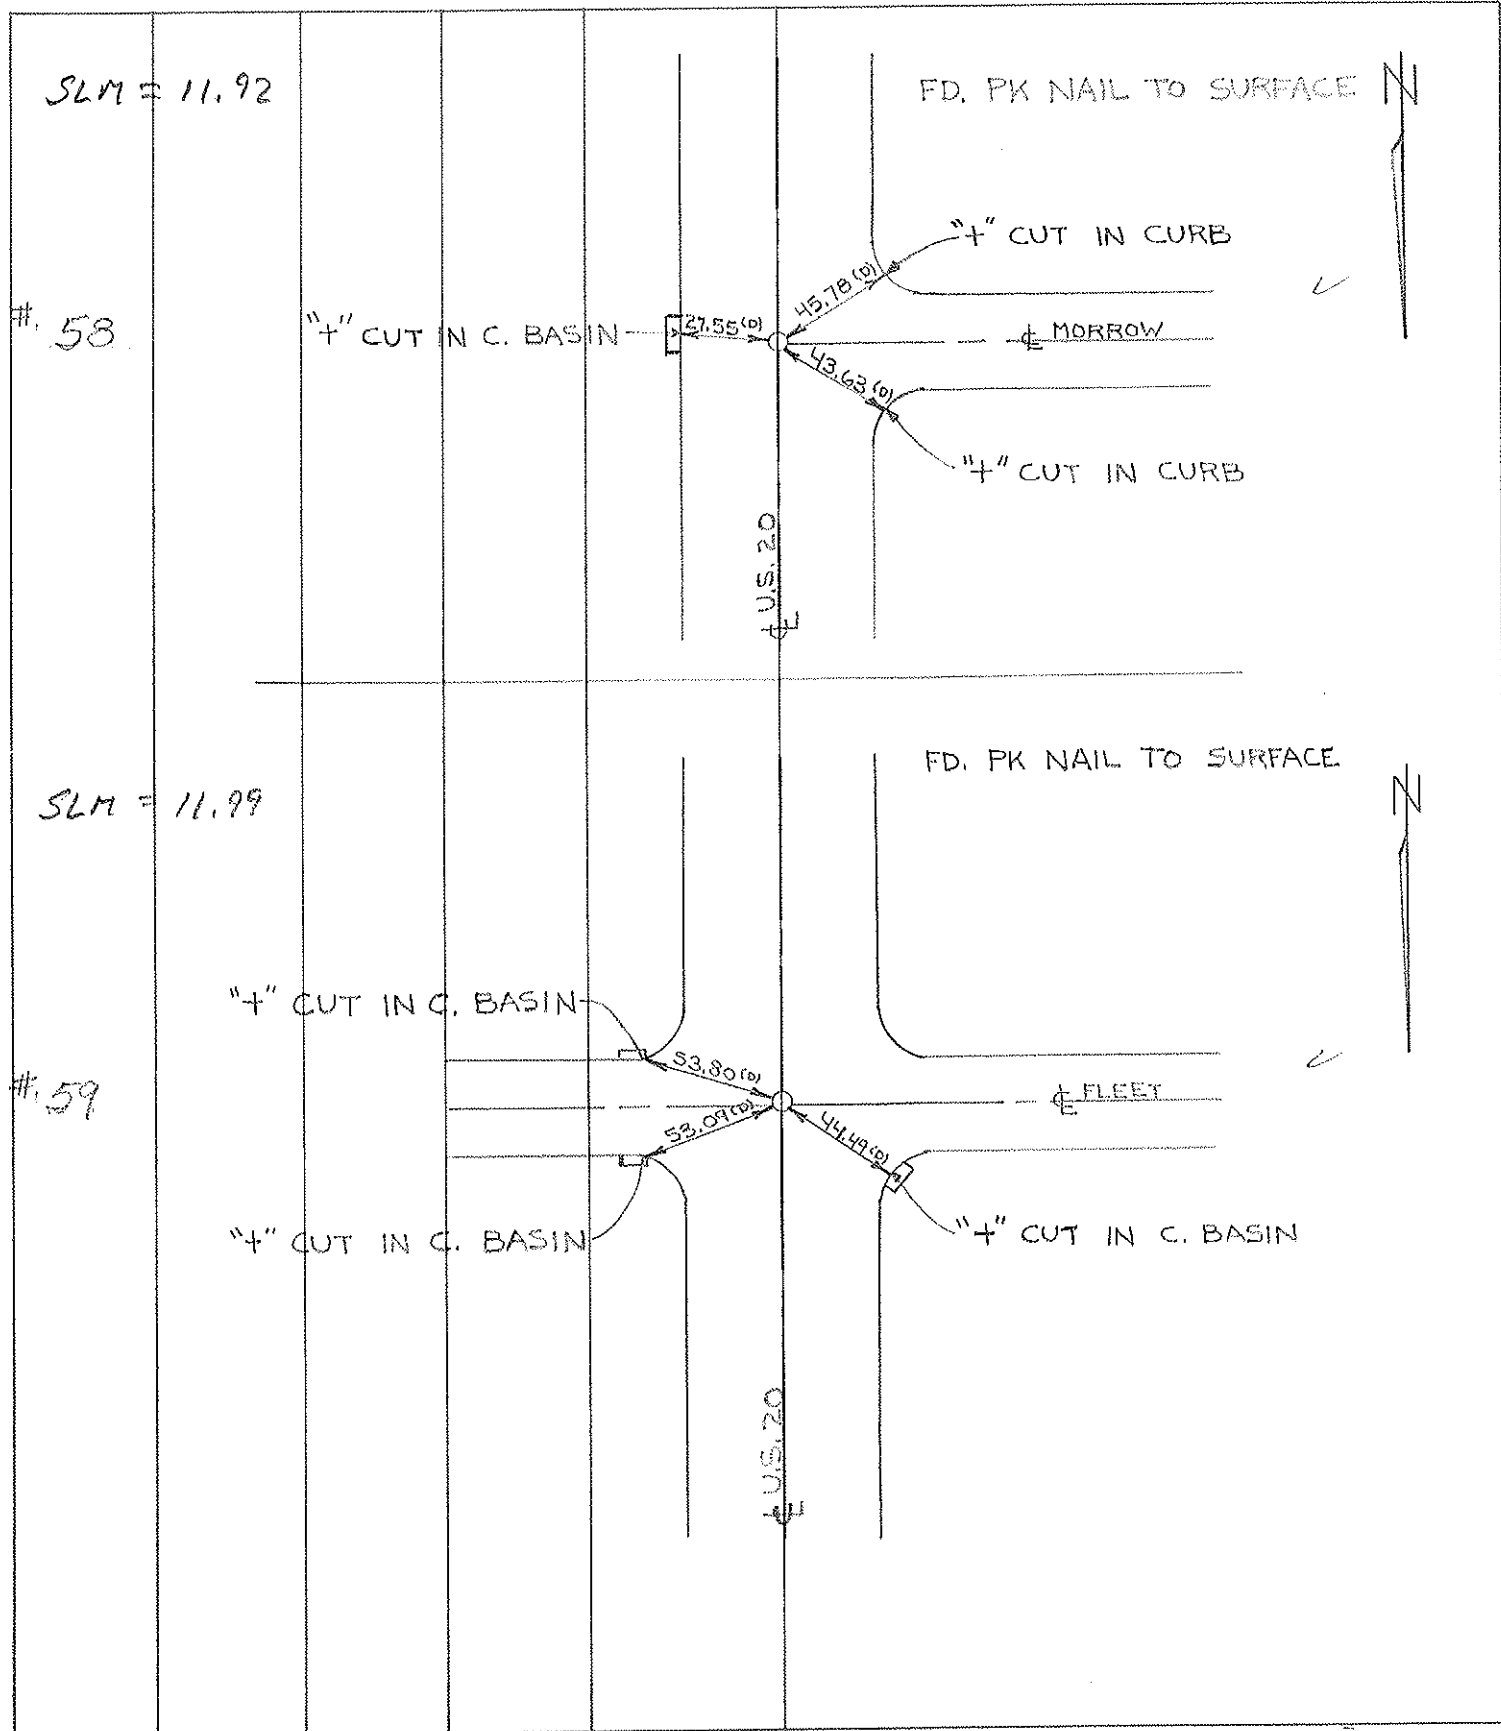 SLM = 11.92
FD. PK NAIL TO SURFACE
N
"+" CUT IN CURB
45.78 (D)
#. 58
"+" CUT IN C. BASIN
27.55 (D)
℄ MORROW
43.63 (D)
"+" CUT IN CURB
℄ U.S. 20
FD. PK NAIL TO SURFACE
SLM = 11.99
N
"+" CUT IN C. BASIN
53.80 (D)
#. 59
℄ FLEET
53.09 (D)
44.49 (D)
"+" CUT IN C. BASIN
"+" CUT IN C. BASIN
℄ U.S. 20